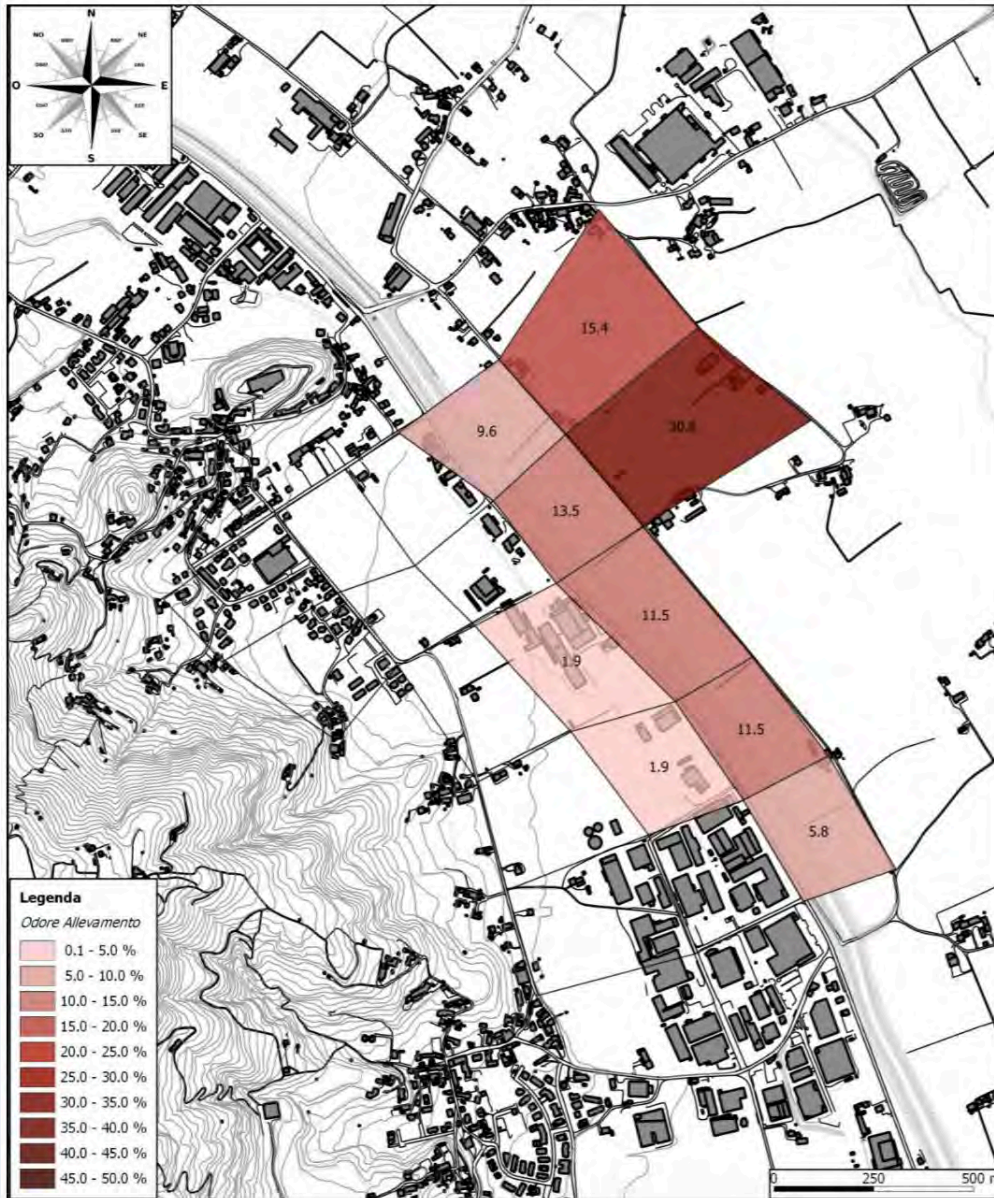 N
NO
NE
O
E
SO
SE
S
15.4
30.8
9.6
13.5
11.5
1.9
11.5
1.9
5.8
Legenda
Odore Allevamento
0.1 - 5.0 %
5.0 - 10.0 %
10.0 - 15.0 %
15.0 - 20.0 %
20.0 - 25.0 %
25.0 - 30.0 %
30.0 - 35.0 %
35.0 - 40.0 %
40.0 - 45.0 %
45.0 - 50.0 %
0 250 500 m